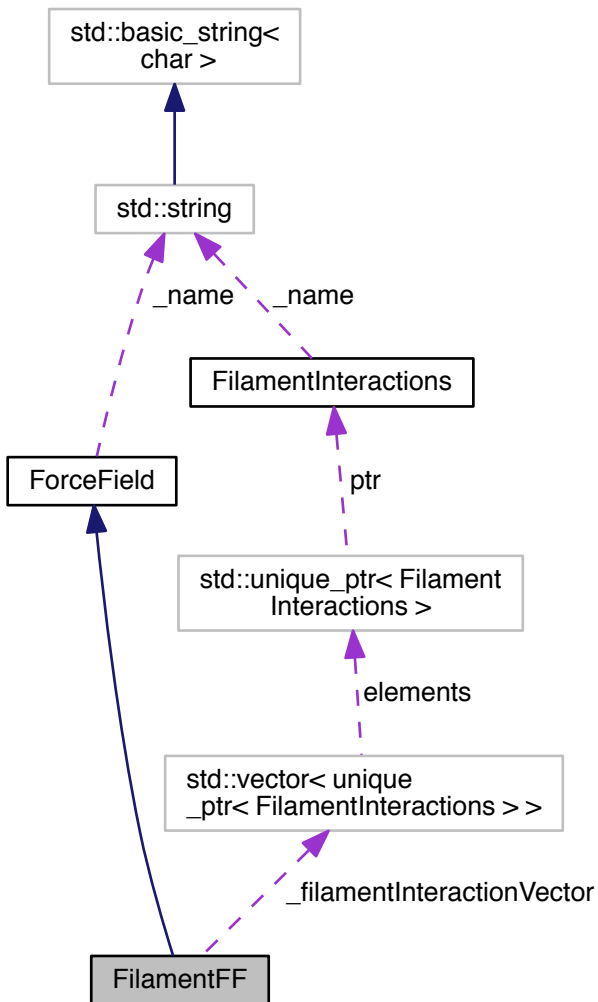 std::basic_string<
char >
std::string
_name
_name
FilamentInteractions
ForceField
ptr
std::unique_ptr< Filament
Interactions >
elements
std::vector< unique
_ptr< FilamentInteractions > >
_filamentInteractionVector
FilamentFF